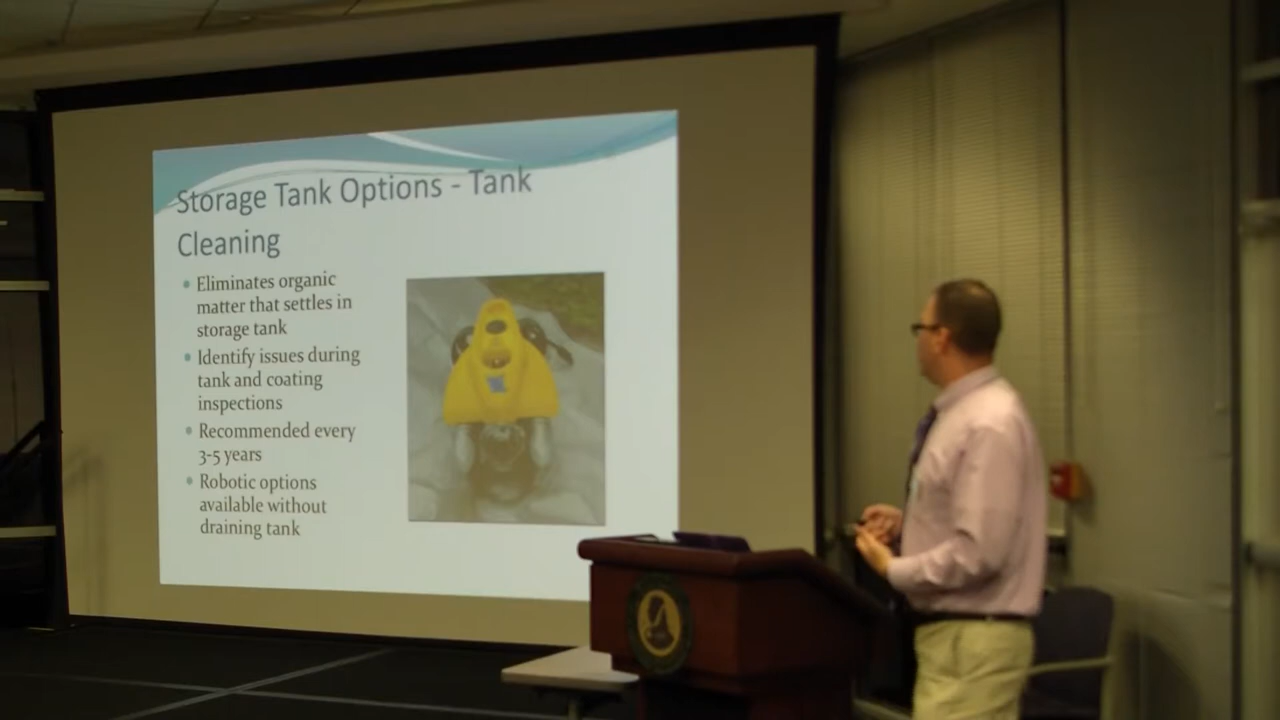 Storage Tank Options - Tank
Cleaning
• Eliminates organic
matter that settles in
storage tank
• Identify issues during
tank and coating
inspections
• Recommended every
3-5 years
• Robotic options
available without
draining tank